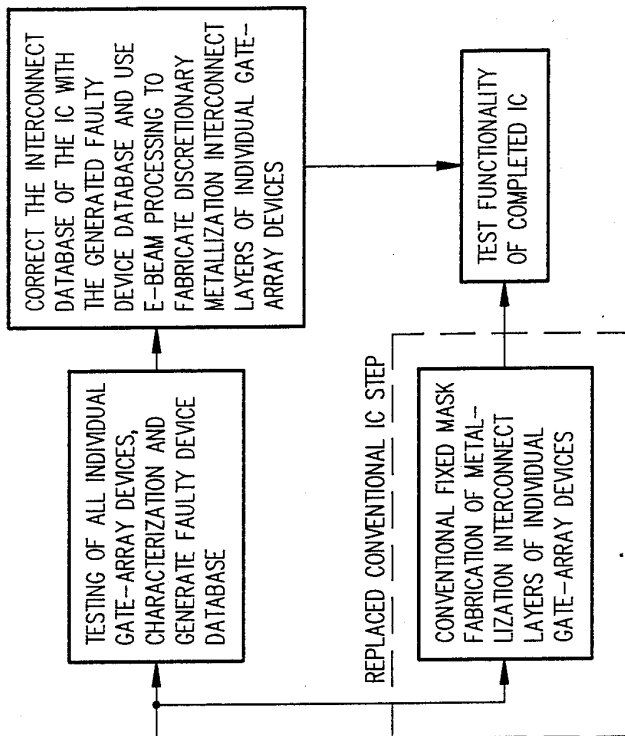 TESTING OF ALL INDIVIDUAL
GATE-ARRAY DEVICES,
CHARACTERIZATION AND
GENERATE FAULTY DEVICE
DATABASE
CORRECT THE INTERCONNECT
DATABASE OF THE IC WITH
THE GENERATED FAULTY
DEVICE DATABASE AND USE
E-BEAM PROCESSING TO
FABRICATE DISCRETIONARY
METALLIZATION INTERCONNECT
LAYERS OF INDIVIDUAL GATE-
ARRAY DEVICES
REPLACED CONVENTIONAL IC STEP
CONVENTIONAL FIXED MASK
FABRICATION OF METAL-
LIZATION INTERCONNECT
LAYERS OF INDIVIDUAL
GATE-ARRAY DEVICES
TEST FUNCTIONALITY
OF COMPLETED IC